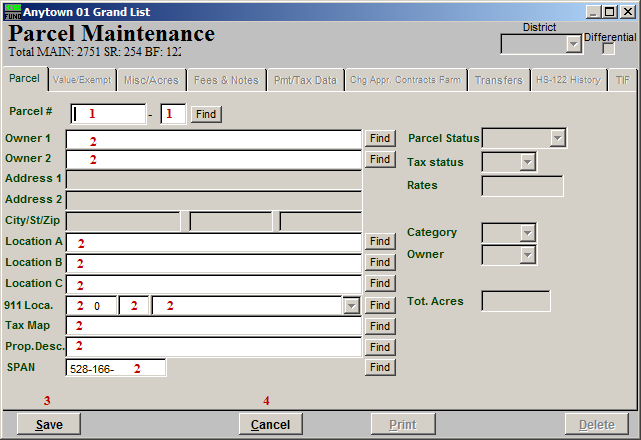 FUND Anytown 01 Grand List
Parcel Maintenance
Total MAIN: 2751 SR: 254 BF: 122
District
Differential
Parcel Value/Exempt Misc/Acres Fees & Notes Pmt/Tax Data Chg Appr. Contracts Farm Transfers HS-122 History TIF
Parcel # 1 - 1 Find
Owner 1 2 Find Parcel Status
Owner 2 2 Find Tax status
Address 1 Rates
Address 2
City/St/Zip Category
Location A 2 Find
Location B 2 Find Owner
Location C 2 Find
911 Loca. 2 0 2 2 Find Tot. Acres
Tax Map 2 Find
Prop.Desc. 2 Find
SPAN 528-166- 2 Find
3 4
Save Cancel Print Delete